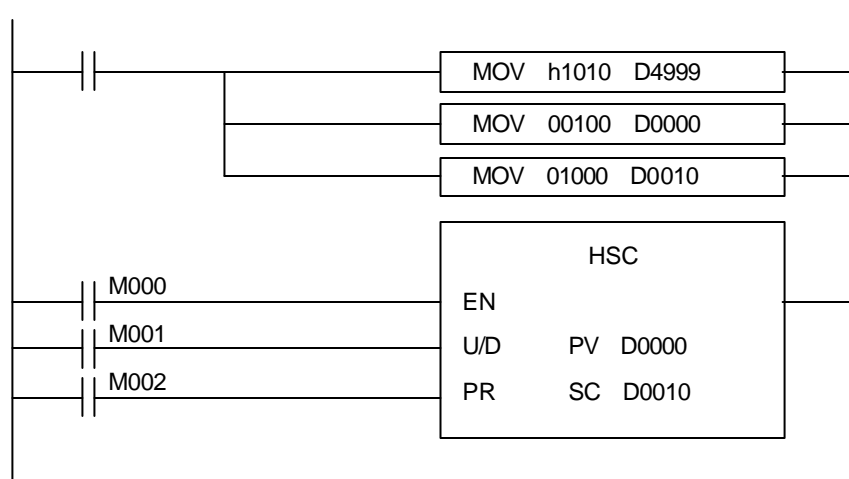 MOV h1010 D4999
MOV 00100 D0000
MOV 01000 D0010
HSC
M000
EN
M001
U/D PV D0000
M002
PR SC D0010